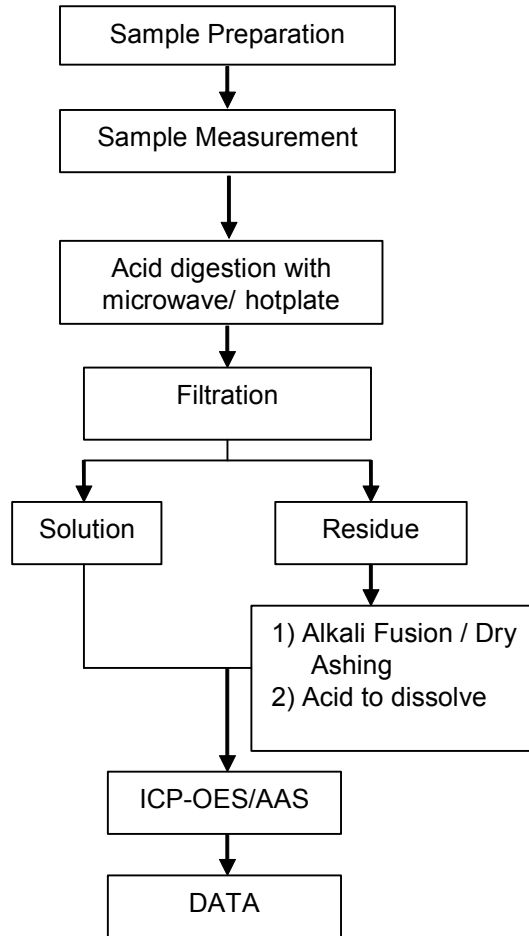 Sample Preparation
Sample Measurement
Acid digestion with
microwave/ hotplate
Filtration
Solution
Residue
1) Alkali Fusion / Dry
Ashing
2) Acid to dissolve
ICP-OES/AAS
DATA